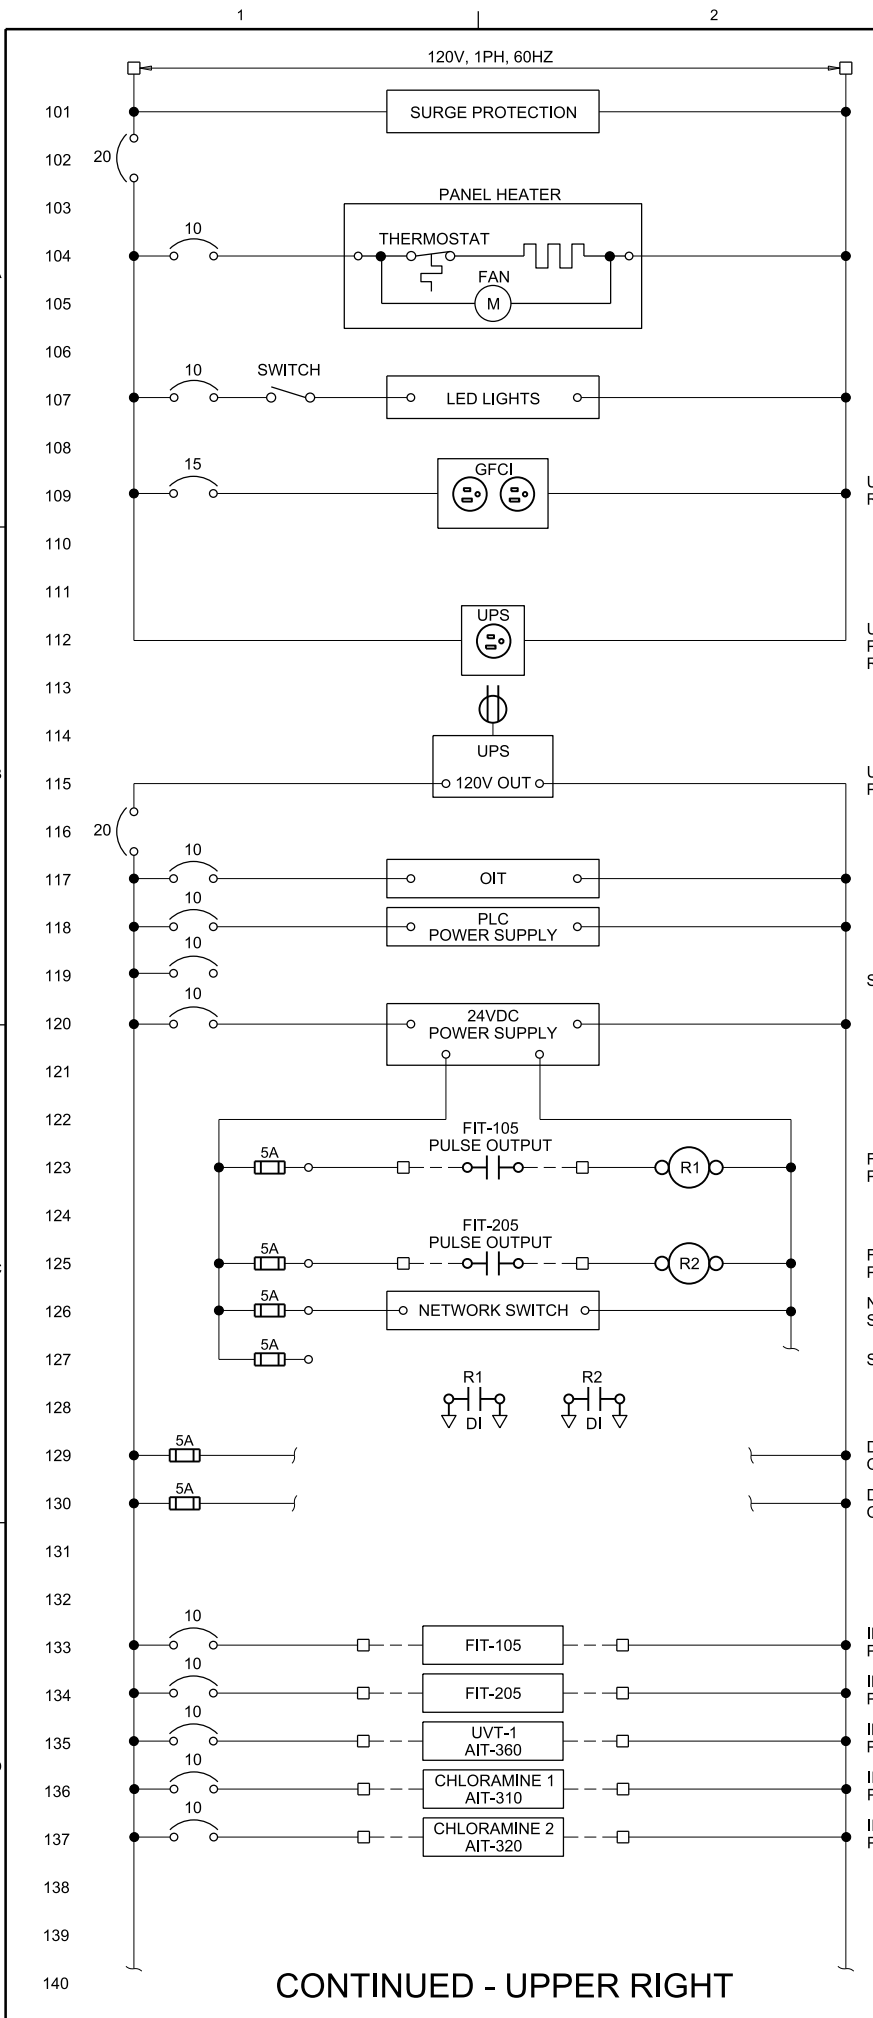 1 2
120V, 1PH, 60HZ
101 SURGE PROTECTION
102 20
103 PANEL HEATER
10
THERMOSTAT
104
FAN
105 M
106
10 SWITCH
107 LED LIGHTS
108
15 GFCI
109
110
111
UPS
112
113
114
UPS
115 120V OUT
116 20
10
117 OIT
10 PLC
118 POWER SUPPLY
10
119
10 24VDC
120 POWER SUPPLY
121
122
FIT-105
5A PULSE OUTPUT
123 R1
124
FIT-205
5A PULSE OUTPUT
125 R2
5A
126 NETWORK SWITCH
5A
127
R1 R2
128
DI DI
5A
129
5A
130
131
132
10
133 FIT-105
10
134 FIT-205
10 UVT-1
135 AIT-360
10 CHLORAMINE 1
136 AIT-310
10 CHLORAMINE 2
137 AIT-320
138
139
140 CONTINUED - UPPER RIGHT